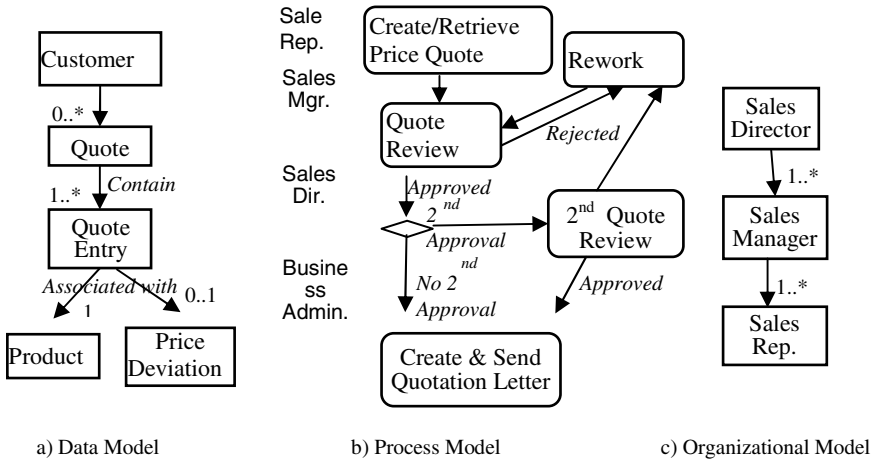 Customer
0..*
Quote
Contain
1..*
Quote
Entry
Associated with
1
0..1
Product
Price
Deviation
a) Data Model
Sale
Rep.
Sales
Mgr.
Sales
Dir.
Busine
ss
Admin.
Create/Retrieve
Price Quote
Rework
Quote
Review
Rejected
Approved
2nd
Approval
2nd Quote
Review
No 2nd
Approval
Approved
Create & Send
Quotation Letter
b) Process Model
Sales
Director
1..*
Sales
Manager
1..*
Sales
Rep.
c) Organizational Model